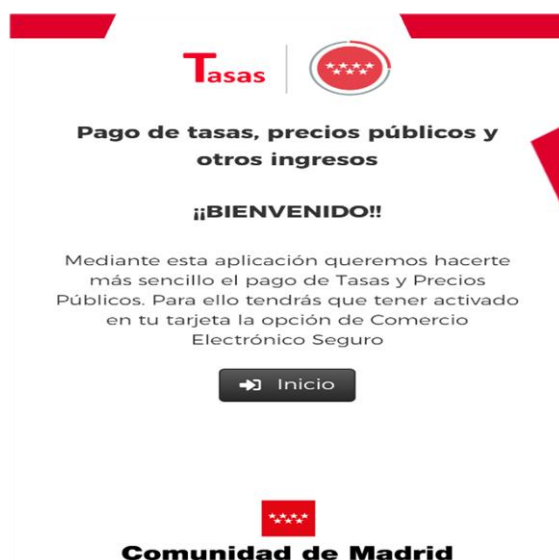 Tasas
Pago de tasas, precios públicos y
otros ingresos
¡¡BIENVENIDO!!
Mediante esta aplicación queremos hacerte
más sencillo el pago de Tasas y Precios
Públicos. Para ello tendrás que tener activado
en tu tarjeta la opción de Comercio
Electrónico Seguro
Inicio
Comunidad de Madrid